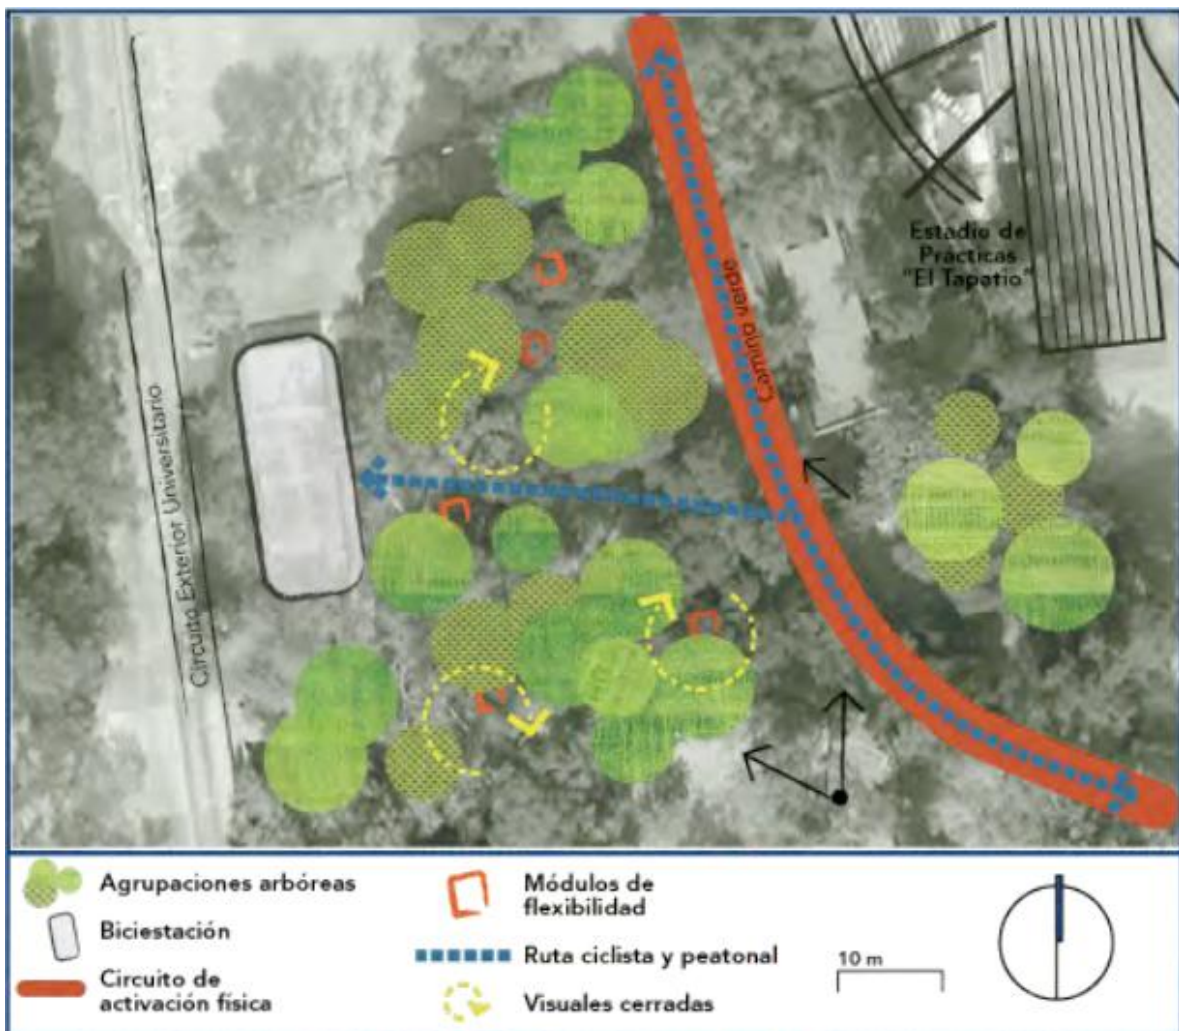 Estadio de
Prácticas
"El Tapatío"
Camino verde
Circuito Exterior Universitario
Agrupaciones arbóreas
Biciestación
Circuito de
activación física
Módulos de
flexibilidad
Ruta ciclista y peatonal
Visuales cerradas
10 m